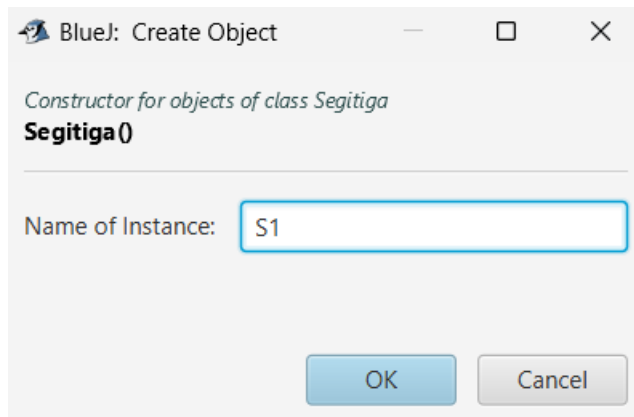 BlueJ: Create Object
Constructor for objects of class Segitiga
Segitiga()
Name of Instance: S1
OK Cancel